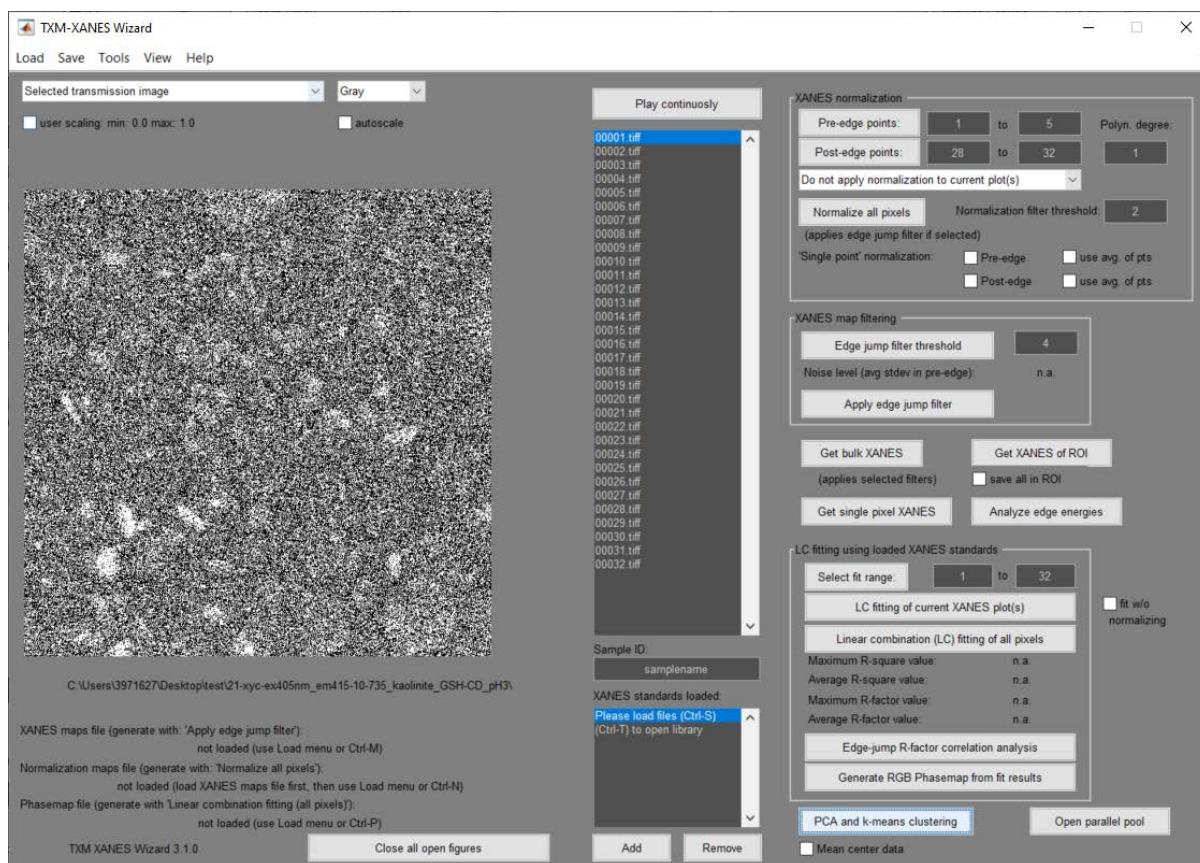 TXM-XANES Wizard
Load Save Tools View Help
Selected transmission image
Gray
user scaling: min: 0.0 max: 1.0
autoscale
C:\Users\3971627\Desktop\test\21-xyc-ex405nm_em415-10-735_kaolinite_GSH-CD_pH3\
XANES maps file (generate with: 'Apply edge jump filter'):
not loaded (use Load menu or Ctrl-M)
Normalization maps file (generate with: 'Normalize all pixels'):
not loaded (load XANES maps file first, then use Load menu or Ctrl-N)
Phasemap file (generate with 'Linear combination fitting (all pixels)'):
not loaded (use Load menu or Ctrl-P)
TXM XANES Wizard 3.1.0
Close all open figures
Play continuosly
00001.tiff
00002.tiff
00003.tiff
00004.tiff
00005.tiff
00006.tiff
00007.tiff
00008.tiff
00009.tiff
00010.tiff
00011.tiff
00012.tiff
00013.tiff
00014.tiff
00015.tiff
00016.tiff
00017.tiff
00018.tiff
00019.tiff
00020.tiff
00021.tiff
00022.tiff
00023.tiff
00024.tiff
00025.tiff
00026.tiff
00027.tiff
00028.tiff
00029.tiff
00030.tiff
00031.tiff
00032.tiff
Sample ID:
samplename
XANES standards loaded:
Please load files (Ctrl-S)
(Ctrl-T) to open library
Add Remove
XANES normalization
Pre-edge points: 1 to 5 Polyn. degree:
Post-edge points: 28 to 32 1
Do not apply normalization to current plot(s)
Normalize all pixels Normalization filter threshold: 2
(applies edge jump filter if selected)
'Single point' normalization: Pre-edge use avg. of pts
Post-edge use avg. of pts
XANES map filtering
Edge jump filter threshold 4
Noise level (avg stdev in pre-edge): n.a.
Apply edge jump filter
Get bulk XANES Get XANES of ROI
(applies selected filters) save all in ROI
Get single pixel XANES Analyze edge energies
LC fitting using loaded XANES standards
Select fit range: 1 to 32
LC fitting of current XANES plot(s)
fit w/o
normalizing
Linear combination (LC) fitting of all pixels
Maximum R-square value: n.a.
Average R-square value: n.a.
Maximum R-factor value: n.a.
Average R-factor value: n.a.
Edge-jump R-factor correlation analysis
Generate RGB Phasemap from fit results
PCA and k-means clustering Open parallel pool
Mean center data